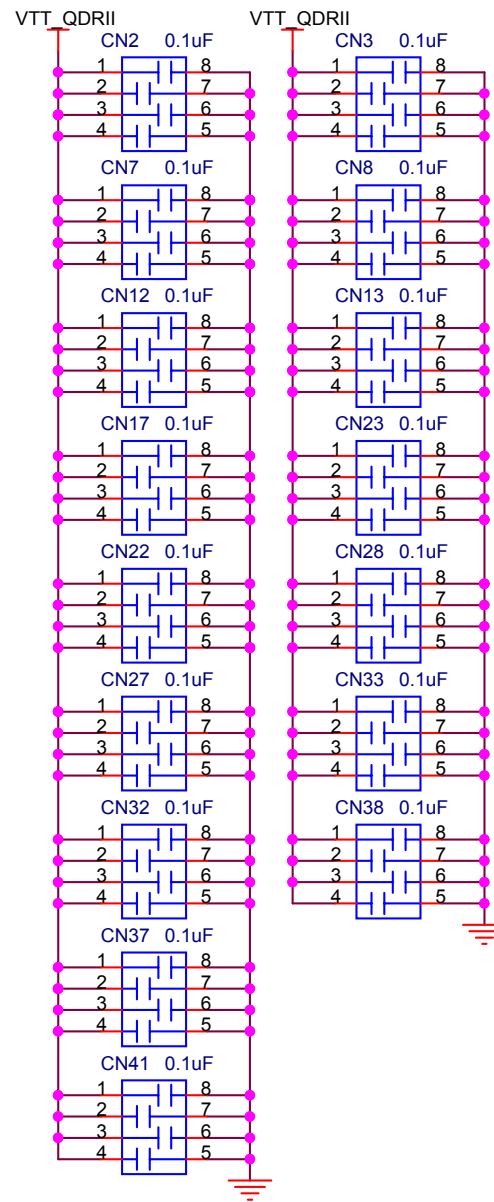 VTT_QDRII VTT_QDRII
CN2 0.1uF CN3 0.1uF
1 8 1 8
2 7 2 7
3 6 3 6
4 5 4 5
CN7 0.1uF CN8 0.1uF
1 8 1 8
2 7 2 7
3 6 3 6
4 5 4 5
CN12 0.1uF CN13 0.1uF
1 8 1 8
2 7 2 7
3 6 3 6
4 5 4 5
CN17 0.1uF CN23 0.1uF
1 8 1 8
2 7 2 7
3 6 3 6
4 5 4 5
CN22 0.1uF CN28 0.1uF
1 8 1 8
2 7 2 7
3 6 3 6
4 5 4 5
CN27 0.1uF CN33 0.1uF
1 8 1 8
2 7 2 7
3 6 3 6
4 5 4 5
CN32 0.1uF CN38 0.1uF
1 8 1 8
2 7 2 7
3 6 3 6
4 5 4 5
CN37 0.1uF
1 8
2 7
3 6
4 5
CN41 0.1uF
1 8
2 7
3 6
4 5